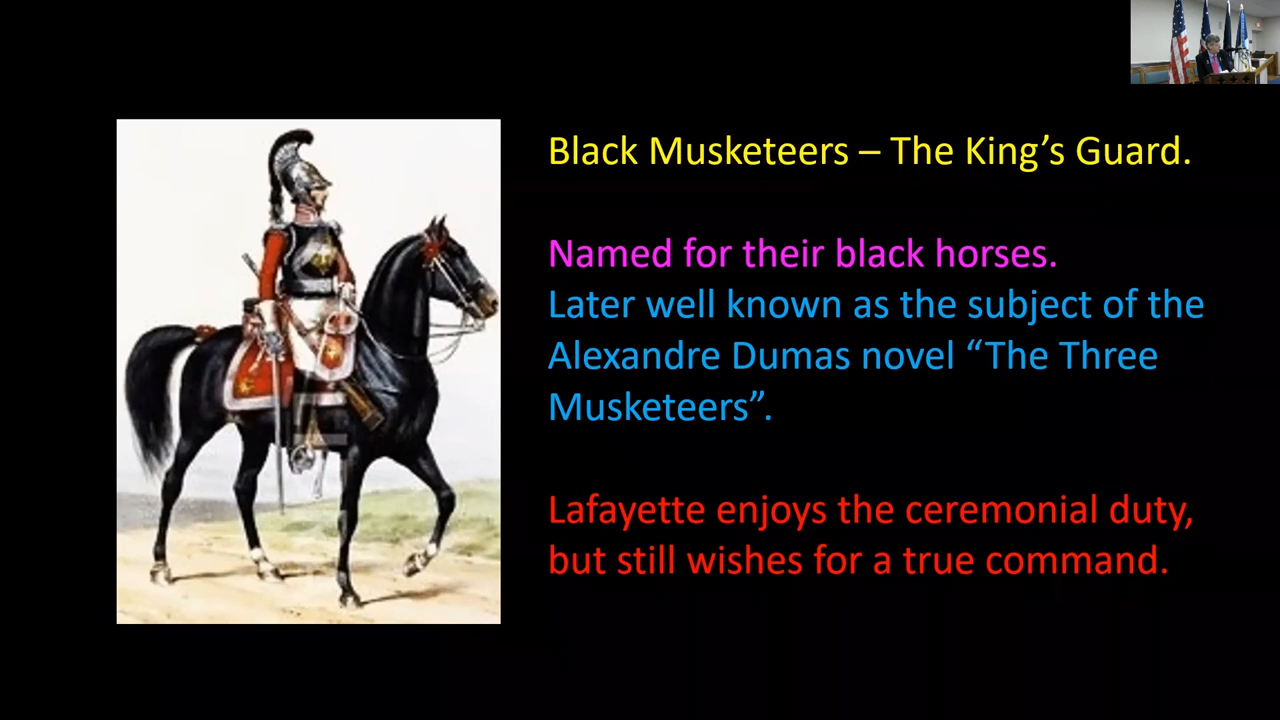 Black Musketeers – The King’s Guard.
Named for their black horses.
Later well known as the subject of the
Alexandre Dumas novel “The Three
Musketeers”.
Lafayette enjoys the ceremonial duty,
but still wishes for a true command.